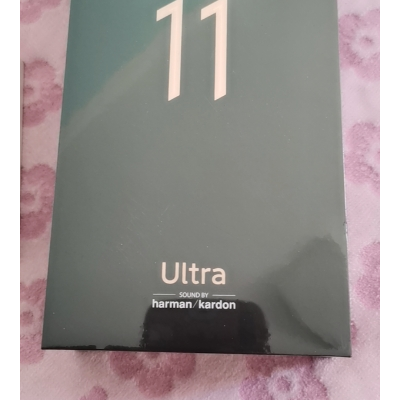 11
Ultra
SOUND BY
harman/kardon